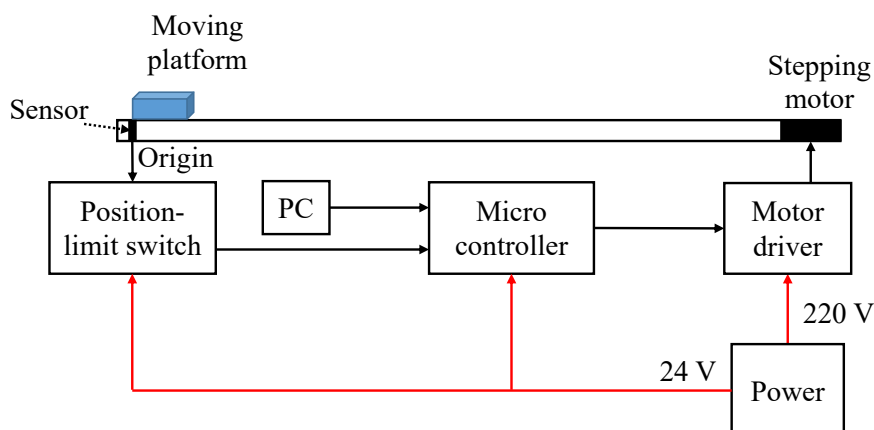 Moving
platform
Stepping
motor
Sensor
Origin
Position-
limit switch
PC
Micro
controller
Motor
driver
220 V
24 V
Power